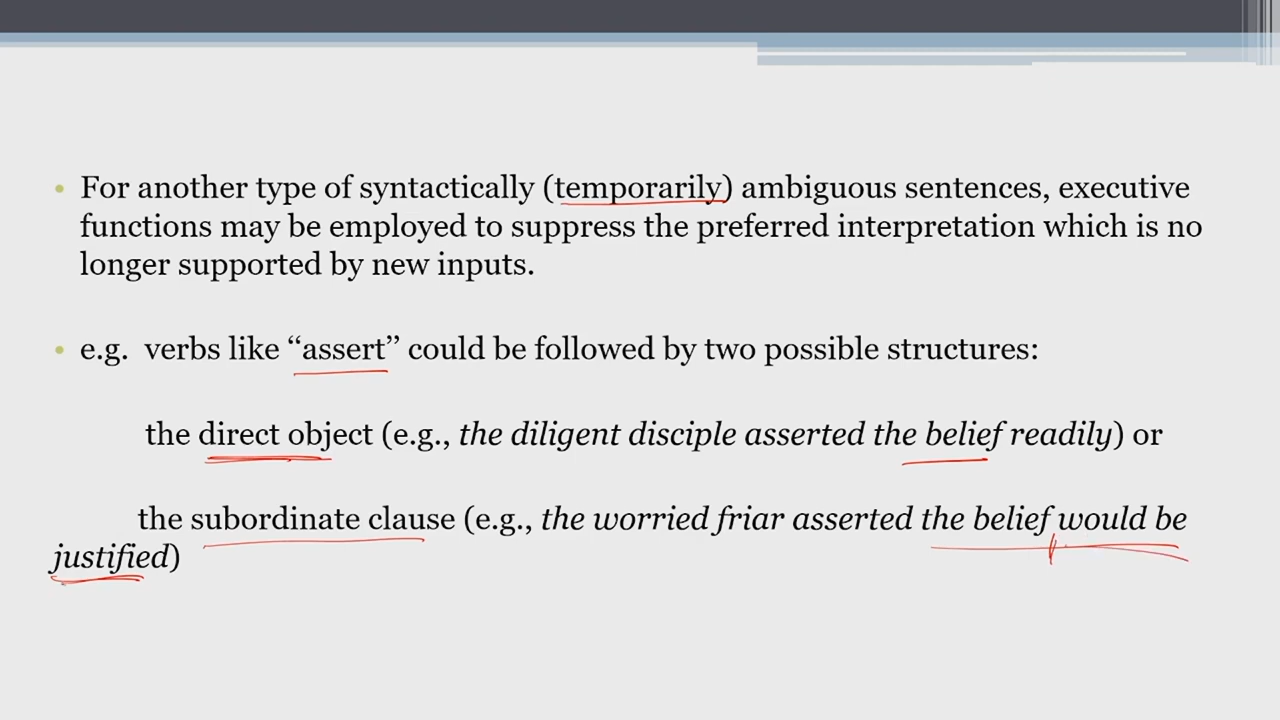 • For another type of syntactically (temporarily) ambiguous sentences, executive
functions may be employed to suppress the preferred interpretation which is no
longer supported by new inputs.
• e.g. verbs like “assert” could be followed by two possible structures:
the direct object (e.g., the diligent disciple asserted the belief readily) or
the subordinate clause (e.g., the worried friar asserted the belief would be
justified)